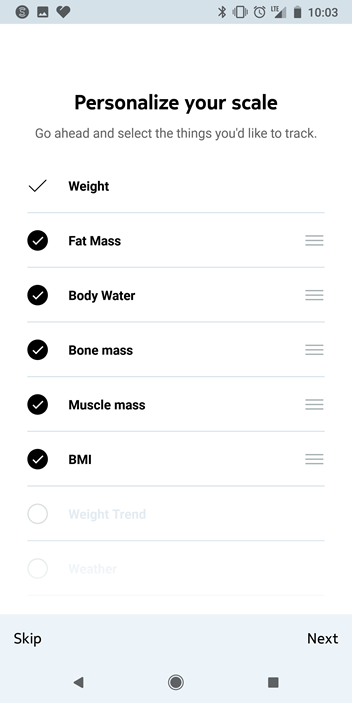 LTE 10:03
Personalize your scale
Go ahead and select the things you'd like to track.
Weight
Fat Mass
Body Water
Bone mass
Muscle mass
BMI
Weight Trend
Weather
Skip Next